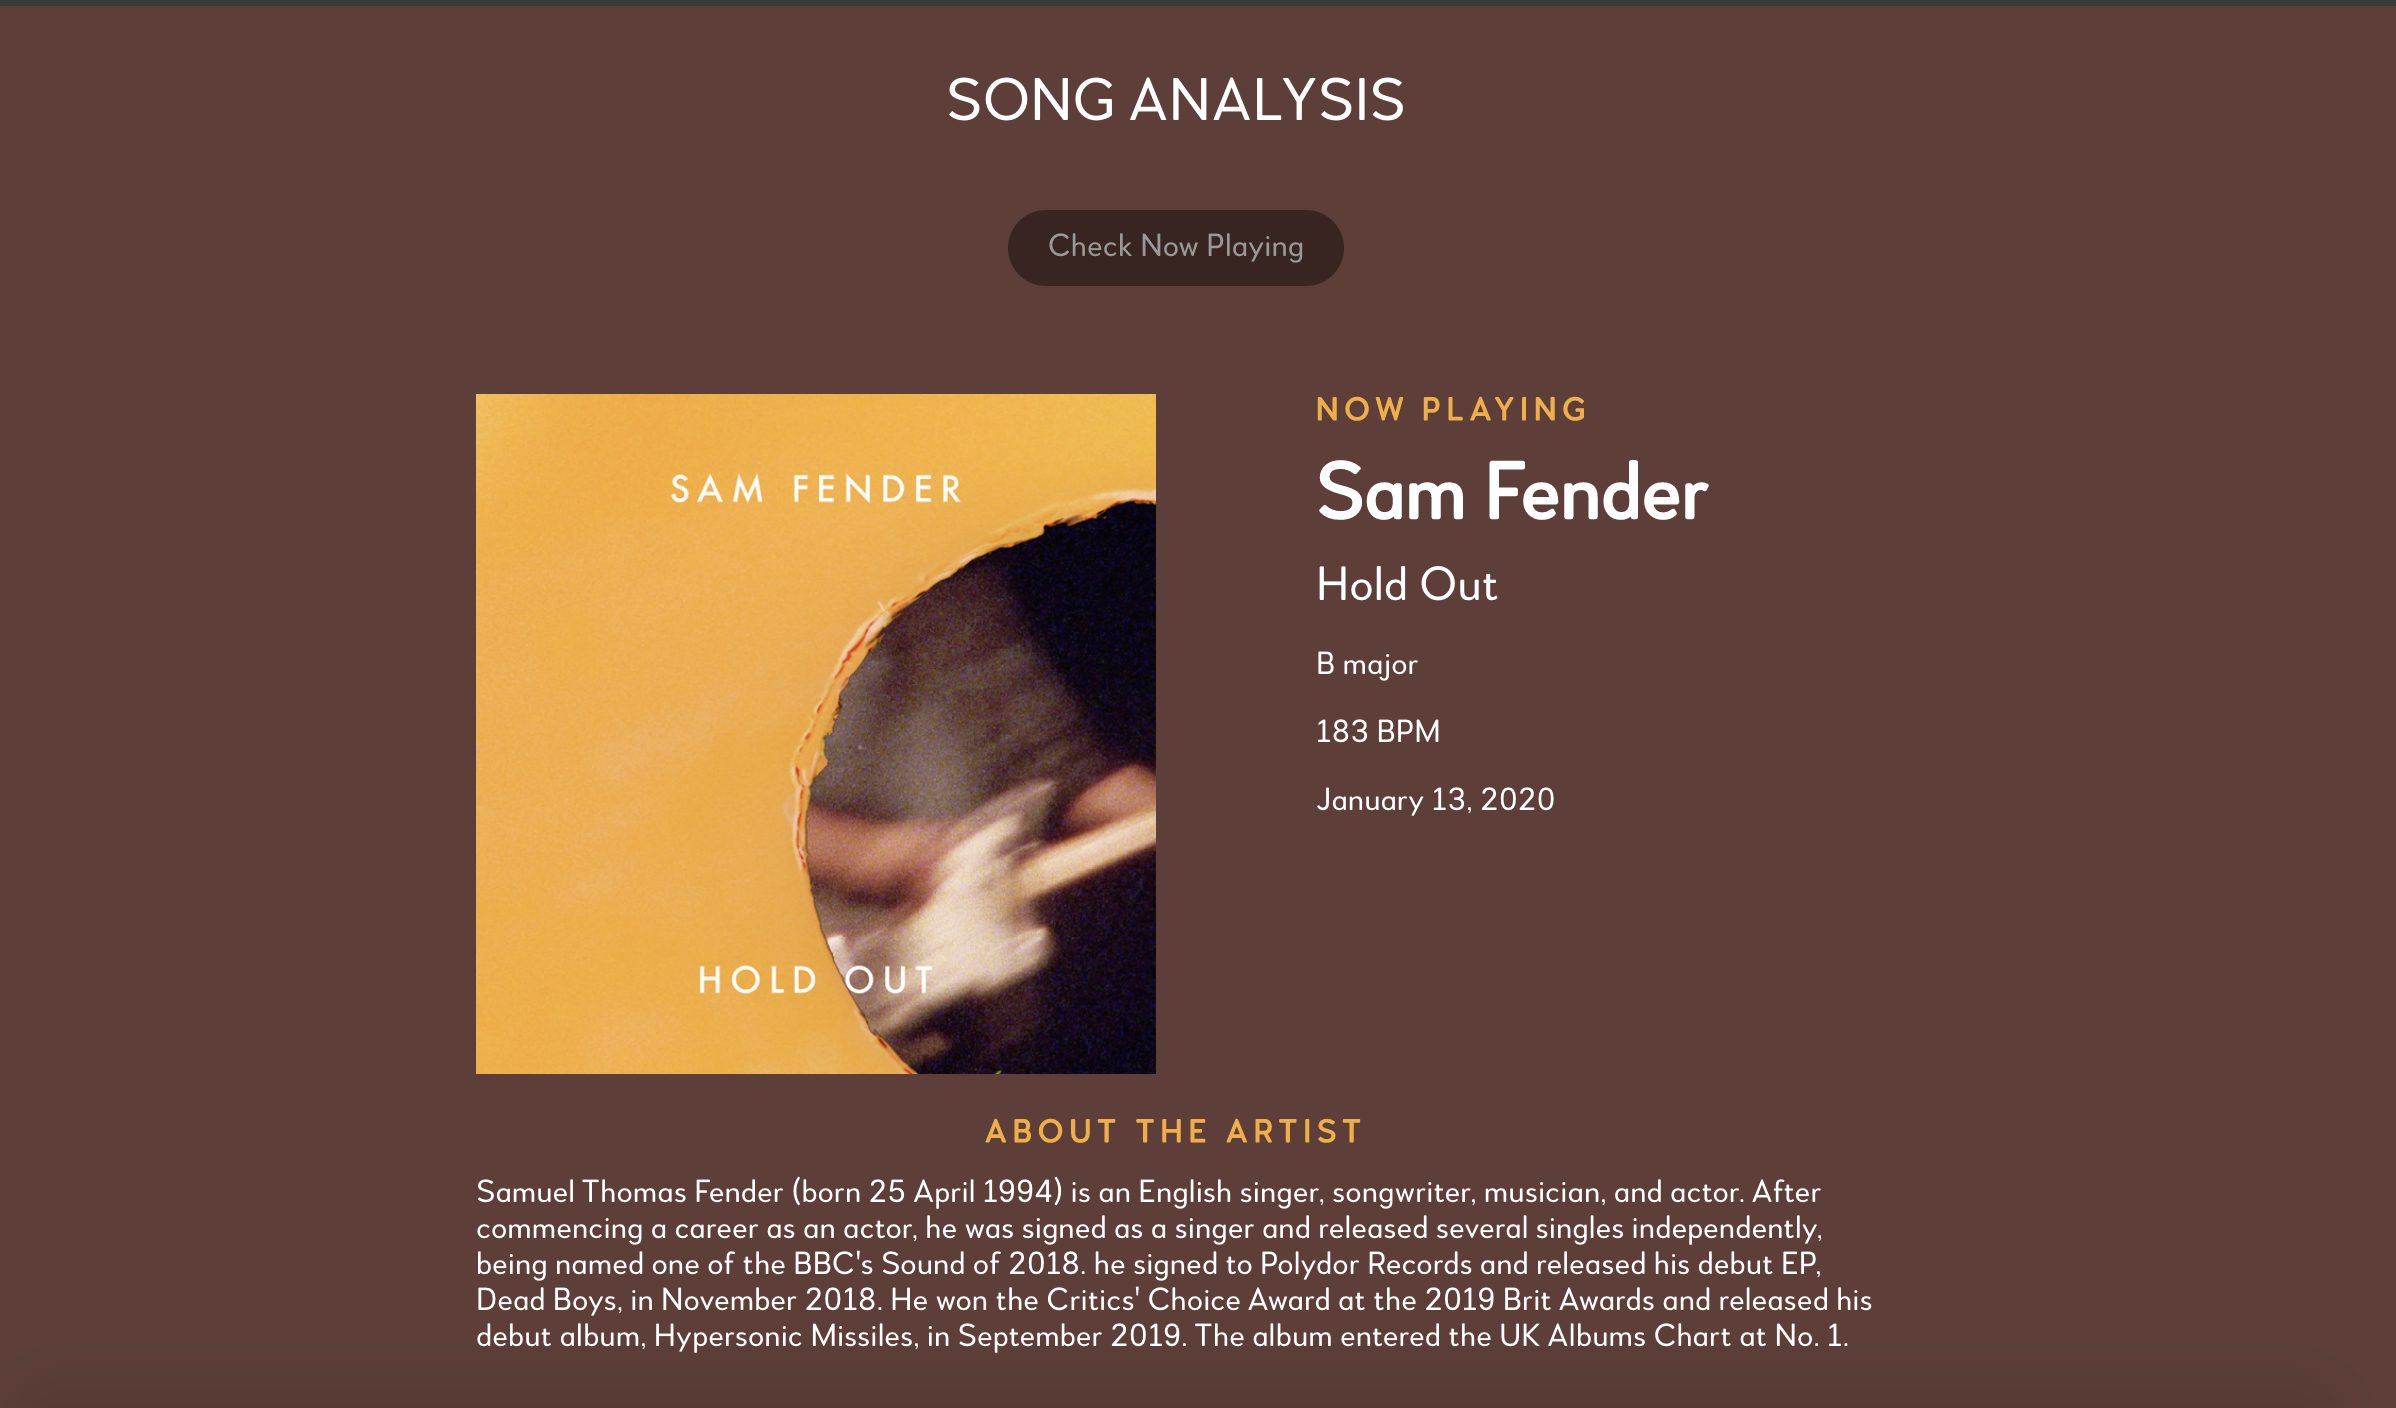 SONG ANALYSIS
Check Now Playing
SAM FENDER
HOLD OUT
NOW PLAYING
Sam Fender
Hold Out
B major
183 BPM
January 13, 2020
ABOUT THE ARTIST
Samuel Thomas Fender (born 25 April 1994) is an English singer, songwriter, musician, and actor. After
commencing a career as an actor, he was signed as a singer and released several singles independently,
being named one of the BBC's Sound of 2018. he signed to Polydor Records and released his debut EP,
Dead Boys, in November 2018. He won the Critics' Choice Award at the 2019 Brit Awards and released his
debut album, Hypersonic Missiles, in September 2019. The album entered the UK Albums Chart at No. 1.